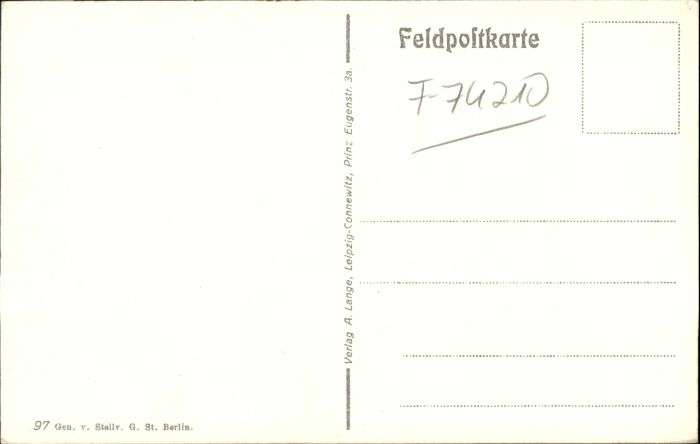 Feldpostkarte
F-74210
Verlag A. Lange, Leipzig-Connewitz, Prinz Eugenstr. 3a.
97 Gen. v. Stellv. G. St. Berlin.